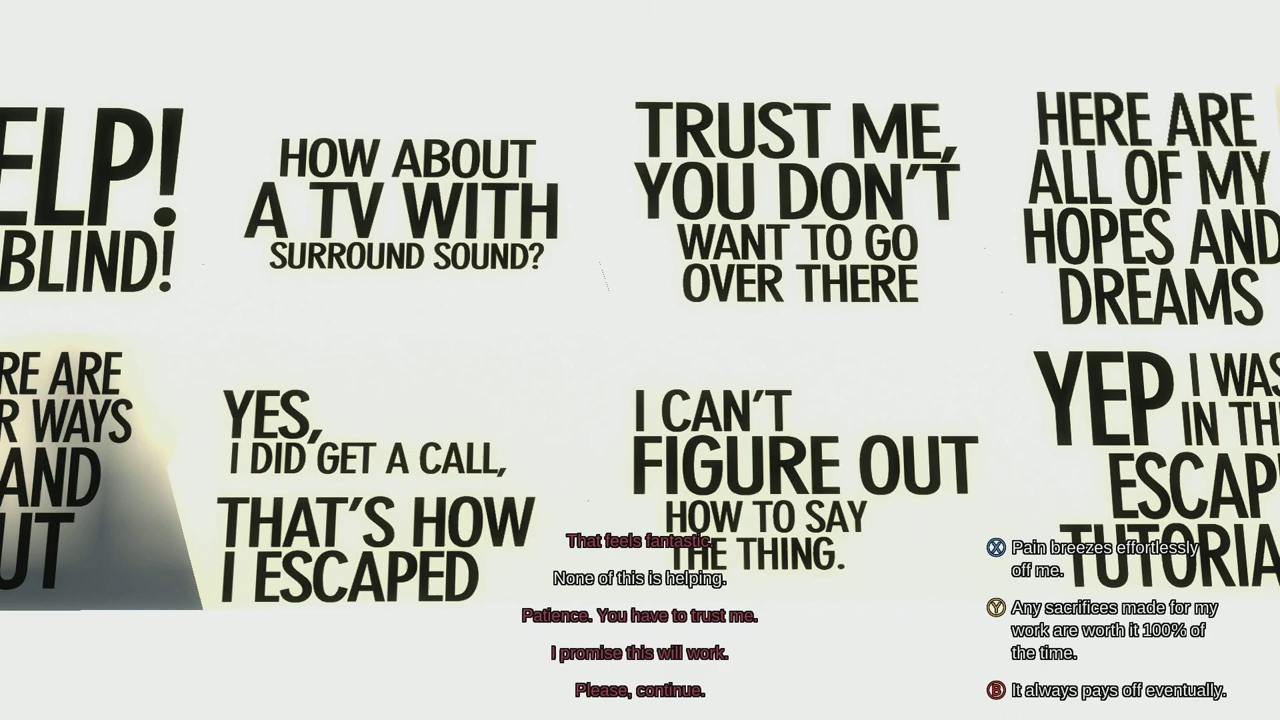 ELP!
BLIND!
HOW ABOUT
A TV WITH
SURROUND SOUND?
TRUST ME,
YOU DON'T
WANT TO GO
OVER THERE
HERE ARE
ALL OF MY
HOPES AND
DREAMS
RE ARE
R WAYS
AND
UT
YES,
I DID GET A CALL,
THAT'S HOW
I ESCAPED
I CAN'T
FIGURE OUT
HOW TO SAY
THE THING.
YEP I WAS
IN TH
ESCAP
TUTORIA
That feels fantastic.
None of this is helping.
Patience. You have to trust me.
I promise this will work.
Please, continue.
X Pain breezes effortlessly
off me.
Y Any sacrifices made for my
work are worth it 100% of
the time.
B It always pays off eventually.